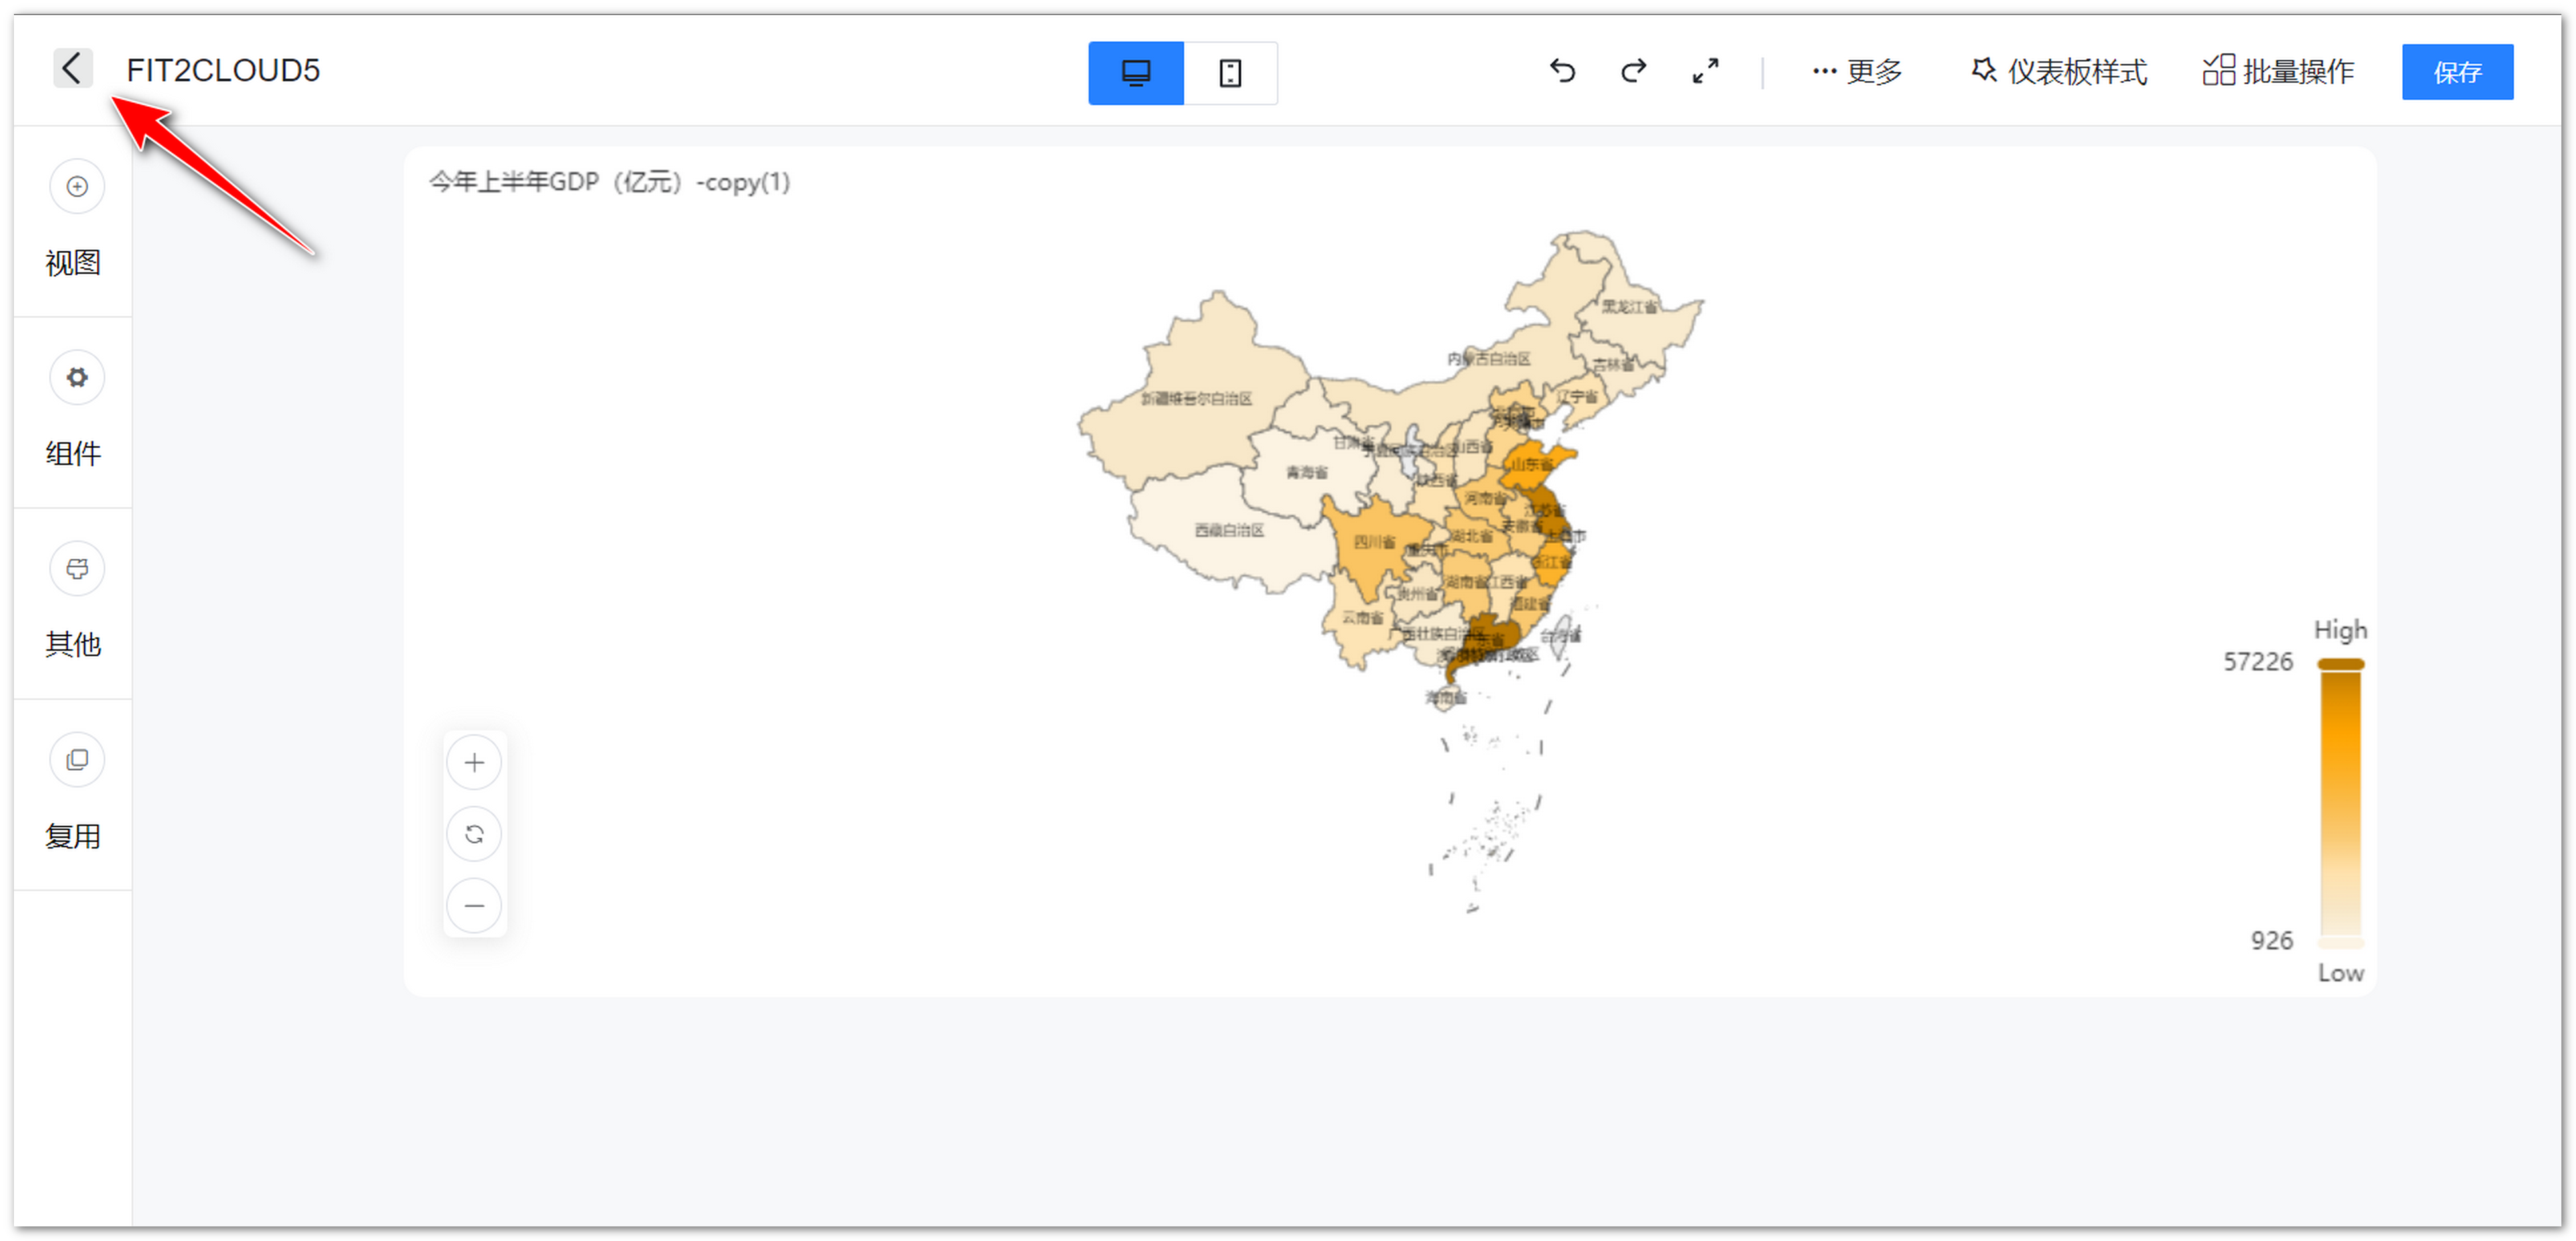 FIT2CLOUD5
更多
仪表板样式
批量操作
保存
视图
组件
其他
复用
今年上半年GDP（亿元）-copy(1)
黑龙江省
内蒙古自治区
吉林省
新疆维吾尔自治区
辽宁省
甘肃省
山西省
青海省
山东省
陕西省
河南省
西藏自治区
江苏省
安徽省
四川省
湖北省
上海市
重庆市
浙江省
湖南省
江西省
贵州省
福建省
云南省
广西壮族自治区
台湾省
海南省
High
57226
926
Low